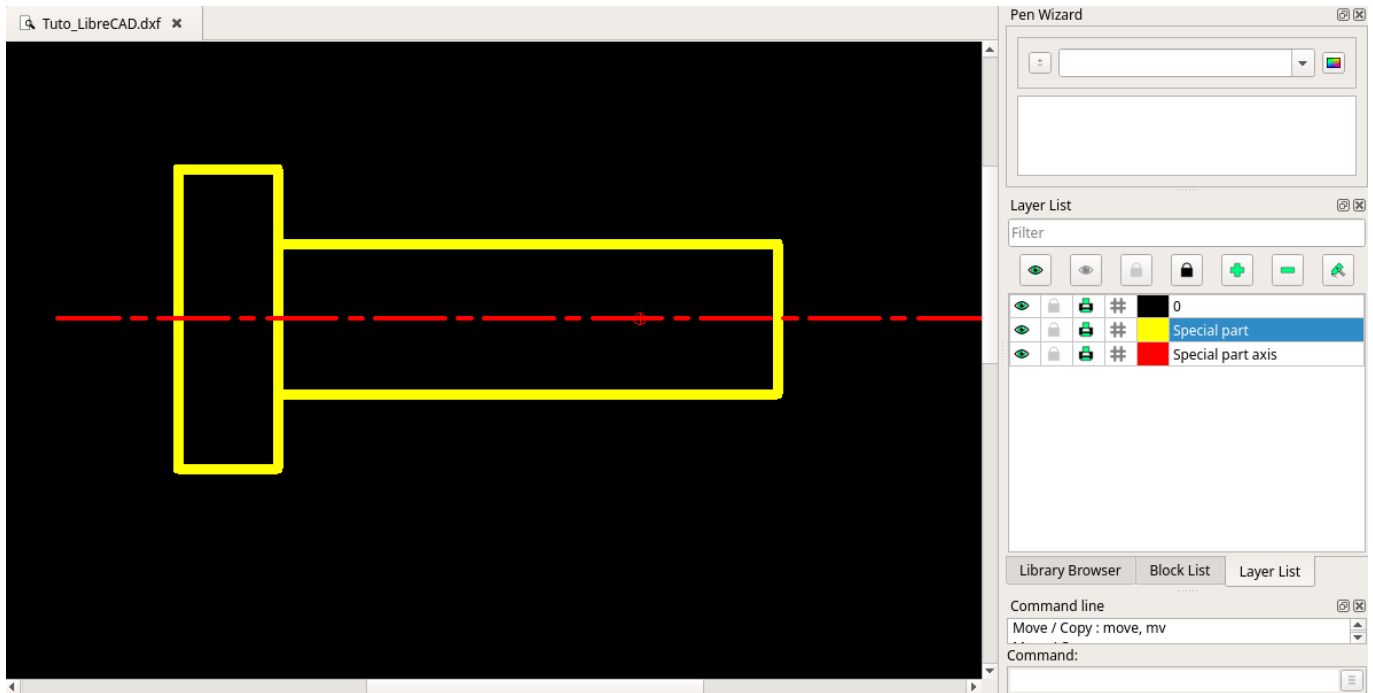 Tuto_LibreCAD.dxf
Pen Wizard
Layer List
Filter
0
Special part
Special part axis
Library Browser
Block List
Layer List
Command line
Move / Copy : move, mv
Command: